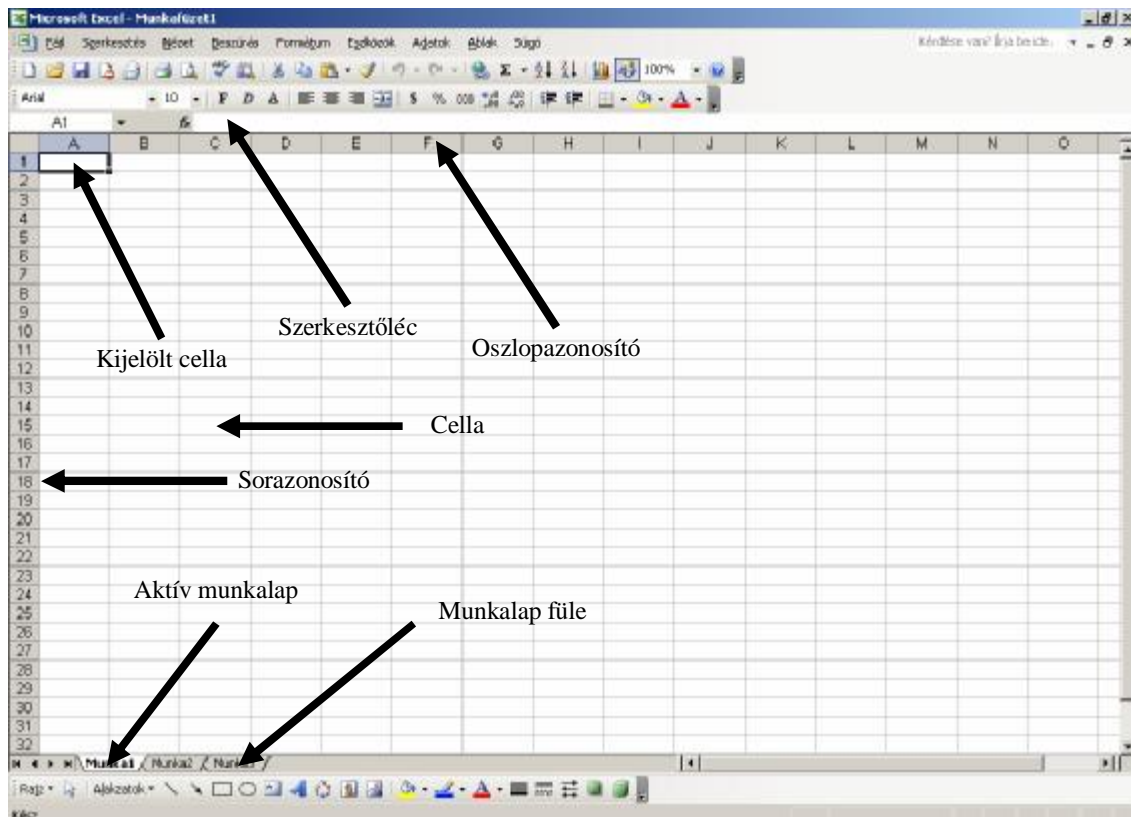 Microsoft Excel - Munkafüzet1
Fájl Szerkesztés Nézet Beszúrás Formátum Eszközök Adatok Ablak Súgó Kérdése van? Írja be ide.
100%
Arial 10 F D A $ % 000
A1 fx
A B C D E F G H I J K L M N O
1
2
3
4
5
6
7
8
9
Szerkesztőléc
10
Oszlopazonosító
11
Kijelölt cella
12
13
14
15
Cella
16
17
18
Sorazonosító
19
20
21
22
23
24
Aktív munkalap
25
Munkalap füle
26
27
28
29
30
31
32
Munka1 Munka2
Rajz Alakzatok
Kész